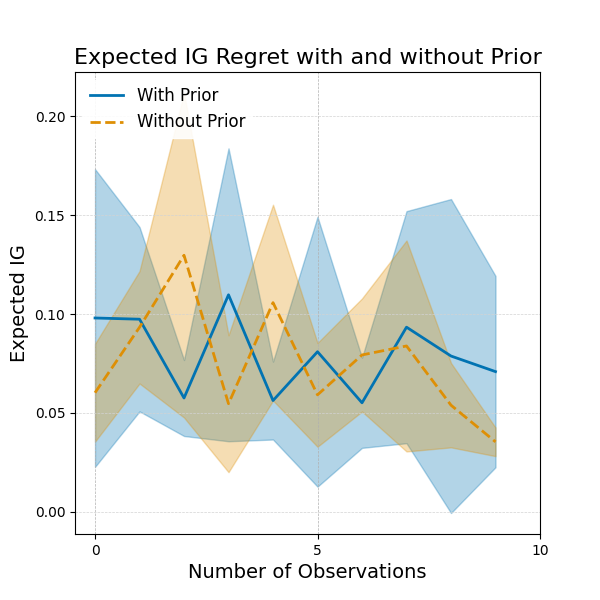 Expected IG Regret with and without Prior
With Prior
Without Prior
0.20
0.15
0.10
0.05
0.00
Expected IG
0 5 10
Number of Observations